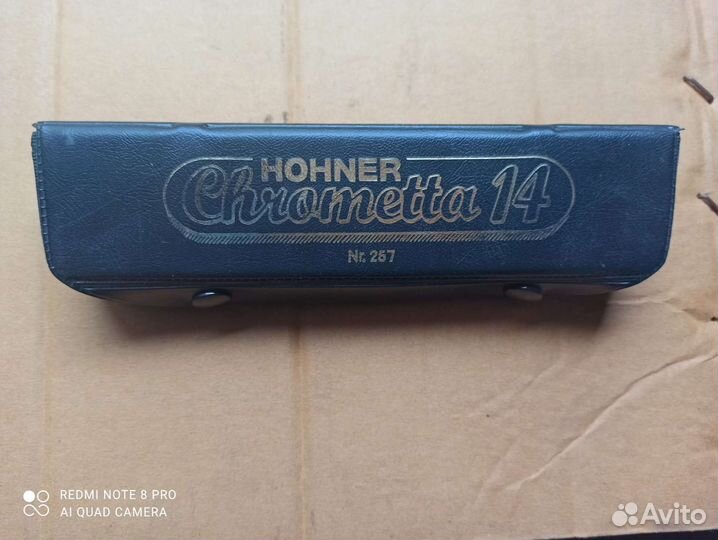 HOHNER
Chrometta 14
Nr. 257
REDMI NOTE 8 PRO
AI QUAD CAMERA
Avito